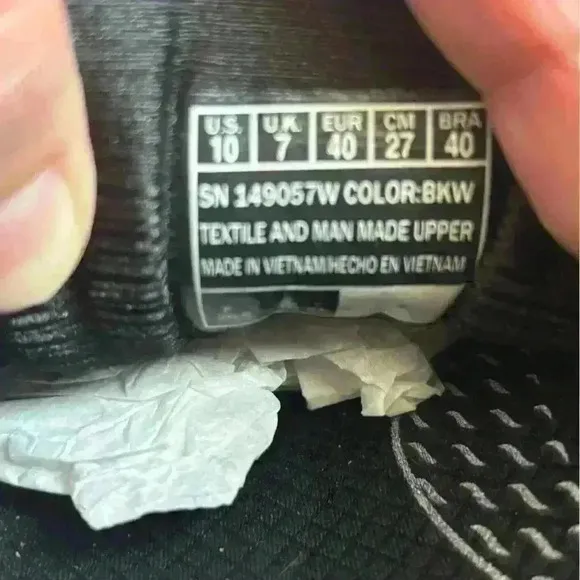 U.S. U.K. EUR CM BRA
10 7 40 27 40
SN 149057W COLOR:BKW
TEXTILE AND MAN MADE UPPER
MADE IN VIETNAM/HECHO EN VIETNAM